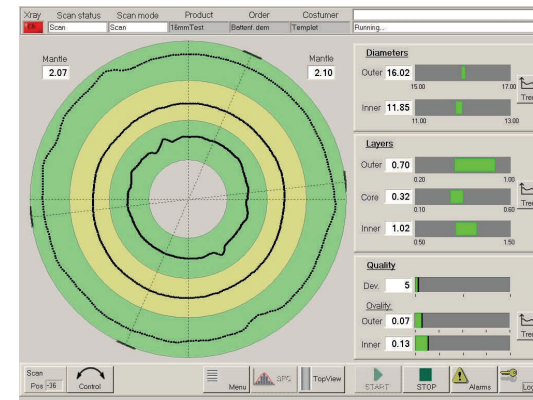 Xray Scan status Scan mode Product Order Costumer
Scan Scan 16mmTest Battenf. dem Templet Running...
Mantle
2.07
Mantle
2.10
Diameters
Outer 16.02
15.00 17.00
Inner 11.85
11.00 13.00
Layers
Outer 0.70
0.20 1.00
Core 0.32
0.10 0.60
Inner 1.02
0.50 1.50
Quality
Dev. 5
Ovality:
Outer 0.07
Inner 0.13
Scan
Pos -36
Control
Menu
SPC
TopView
START
STOP
Alarms